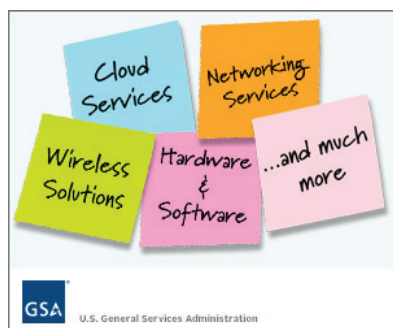 Cloud
Services
Networking
Services
Wireless
Solutions
Hardware
&
Software
...and much
more
GSA
U.S. General Services Administration